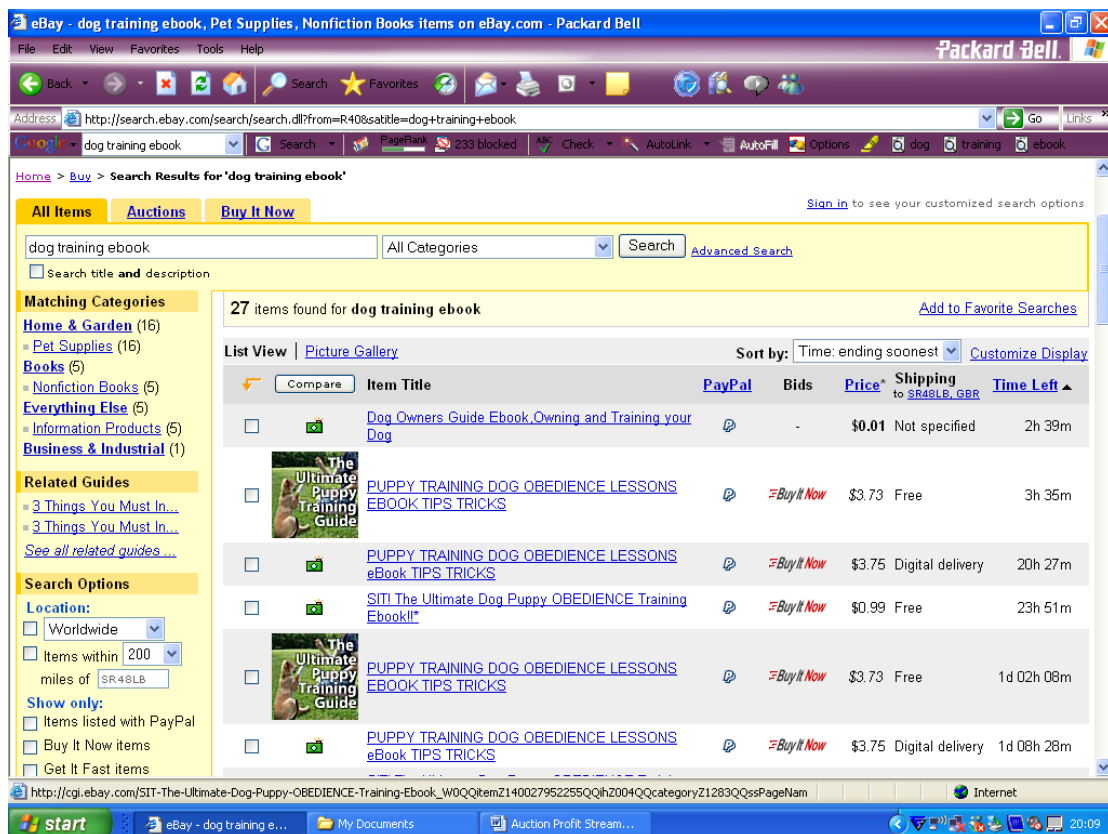 eBay - dog training ebook, Pet Supplies, Nonfiction Books items on eBay.com - Packard Bell
File Edit View Favorites Tools Help
Packard Bell.
Back Search Favorites
Address http://search.ebay.com/search/search.dll?from=R40&satitle=dog+training+ebook Go Links »
Google dog training ebook G Search PageRank 233 blocked ABC Check AutoLink AutoFill Options dog training ebook
Home > Buy > Search Results for 'dog training ebook'
All Items Auctions Buy It Now
Sign in to see your customized search options
dog training ebook All Categories Search Advanced Search
Search title and description
Matching Categories
Home & Garden (16)
Pet Supplies (16)
Books (5)
Nonfiction Books (5)
Everything Else (5)
Information Products (5)
Business & Industrial (1)
Related Guides
3 Things You Must In...
3 Things You Must In...
See all related guides ...
Search Options
Location:
Worldwide
Items within 200
miles of SR48LB
Show only:
Items listed with PayPal
Buy It Now items
Get It Fast items
27 items found for dog training ebook Add to Favorite Searches
List View | Picture Gallery Sort by: Time: ending soonest Customize Display
Compare Item Title PayPal Bids Price* Shipping to SR48LB, GBR Time Left
Dog Owners Guide Ebook,Owning and Training your
Dog
- $0.01 Not specified 2h 39m
The
Ultimate
Puppy
Training
Guide
PUPPY TRAINING DOG OBEDIENCE LESSONS
EBOOK TIPS TRICKS
Buy It Now $3.73 Free 3h 35m
PUPPY TRAINING DOG OBEDIENCE LESSONS
eBook TIPS TRICKS
Buy It Now $3.75 Digital delivery 20h 27m
SIT! The Ultimate Dog Puppy OBEDIENCE Training
Ebook!!*
Buy It Now $0.99 Free 23h 51m
The
Ultimate
Puppy
Training
Guide
PUPPY TRAINING DOG OBEDIENCE LESSONS
EBOOK TIPS TRICKS
Buy It Now $3.73 Free 1d 02h 08m
PUPPY TRAINING DOG OBEDIENCE LESSONS
eBook TIPS TRICKS
Buy It Now $3.75 Digital delivery 1d 08h 28m
http://cgi.ebay.com/SIT-The-Ultimate-Dog-Puppy-OBEDIENCE-Training-Ebook_W0QQitemZ140027952255QQihZ004QQcategoryZ1283QQssPageNam Internet
start eBay - dog training e... My Documents Auction Profit Stream... 20:09